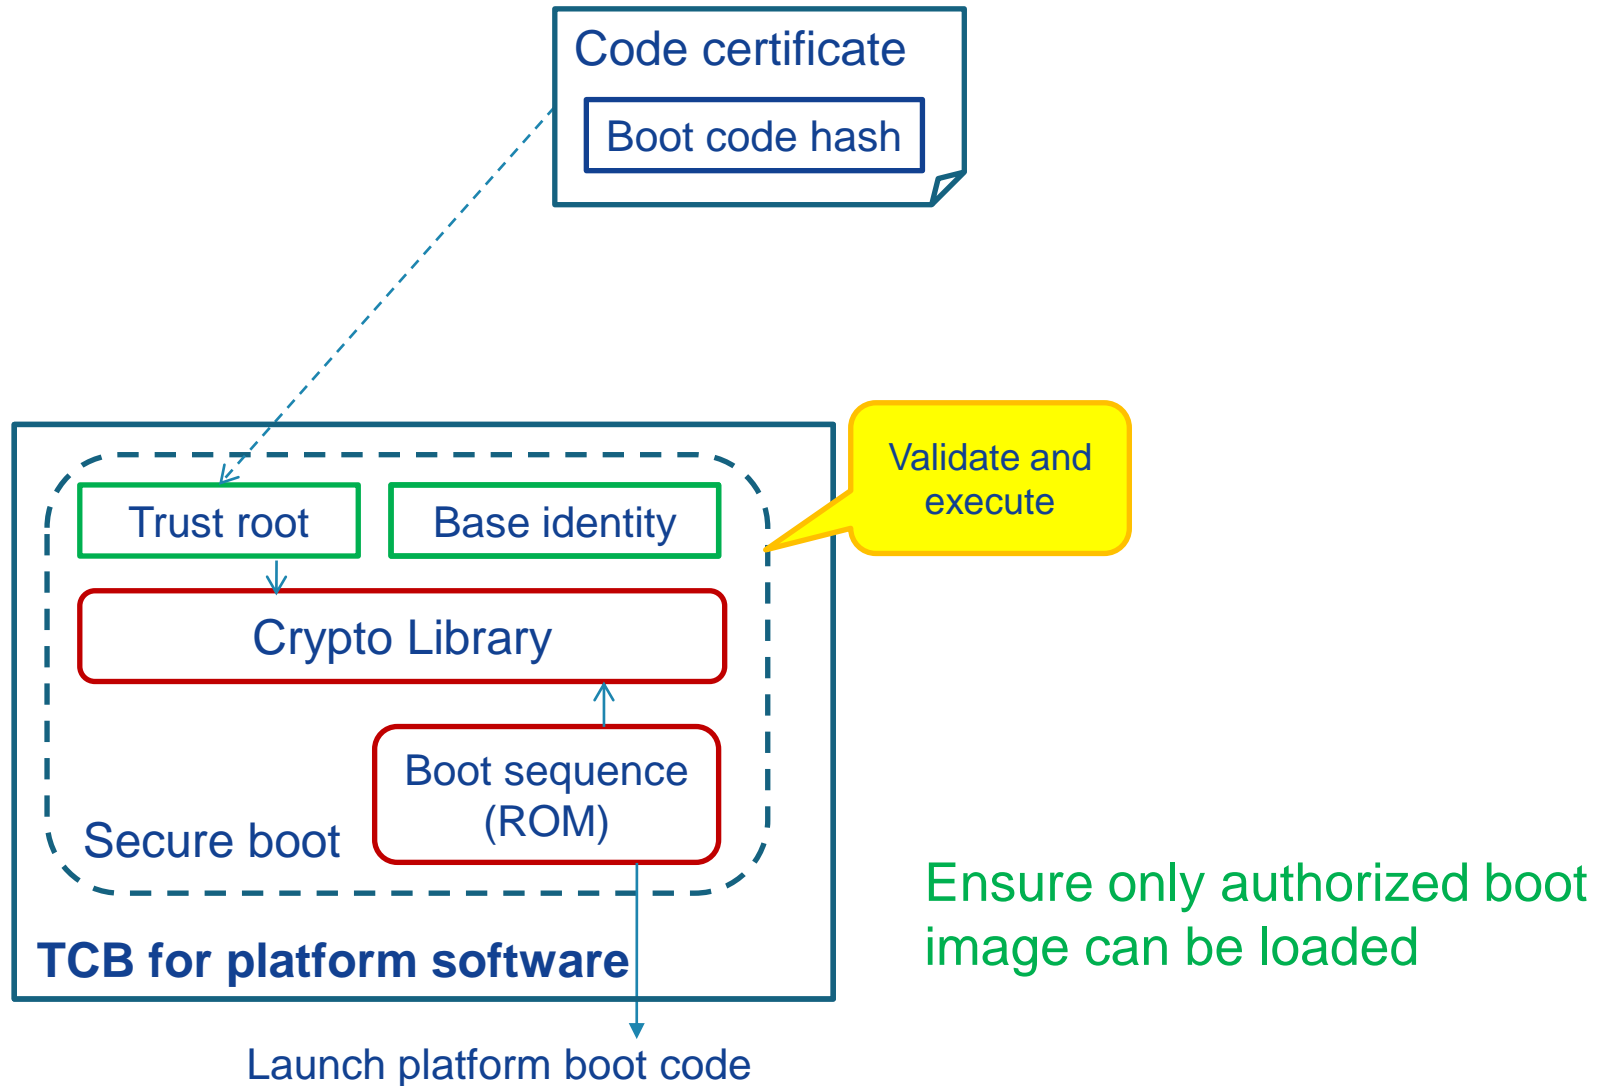 Code certificate
Boot code hash
Validate and
execute
Trust root
Base identity
Crypto Library
Boot sequence
(ROM)
Secure boot
TCB for platform software
Ensure only authorized boot
image can be loaded
Launch platform boot code